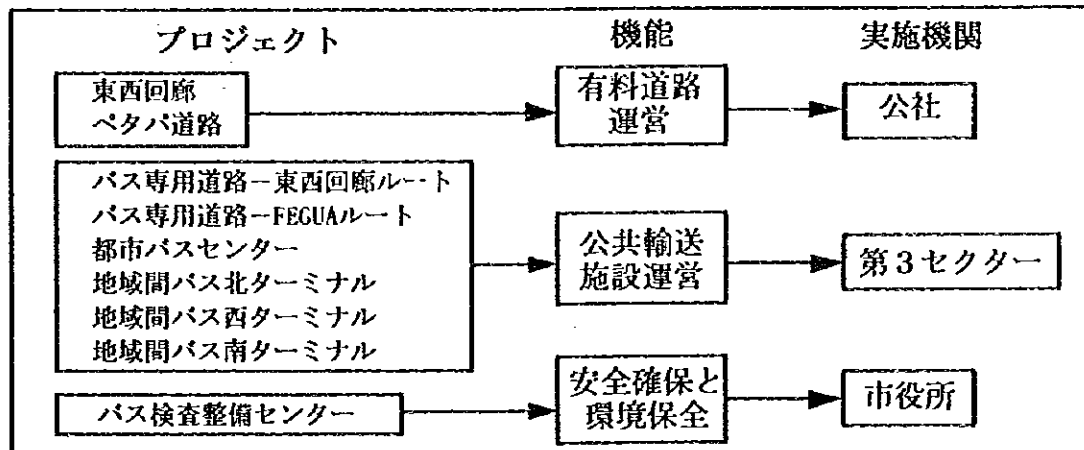 プロジェクト 機能 実施機関
東西回廊
ペタパ道路
有料道路
運営
公社
バス専用道路－東西回廊ルート
バス専用道路－FEGUAルート
都市バスセンター
地域間バス北ターミナル
地域間バス西ターミナル
地域間バス南ターミナル
公共輸送
施設運営
第3セクター
バス検査整備センター
安全確保と
環境保全
市役所